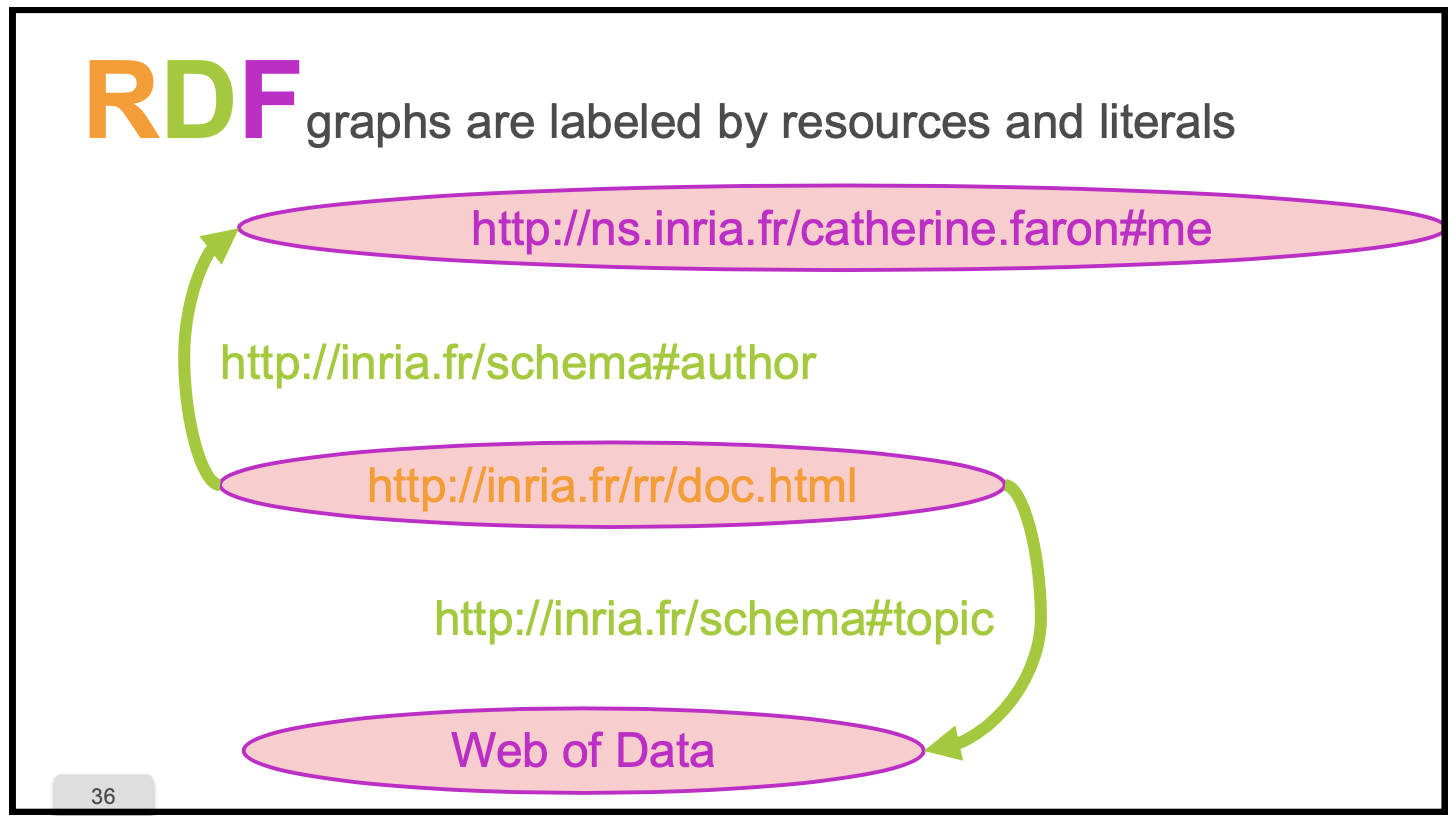 RDF graphs are labeled by resources and literals
http://ns.inria.fr/catherine.faron#me
http://inria.fr/schema#author
http://inria.fr/rr/doc.html
http://inria.fr/schema#topic
Web of Data
36